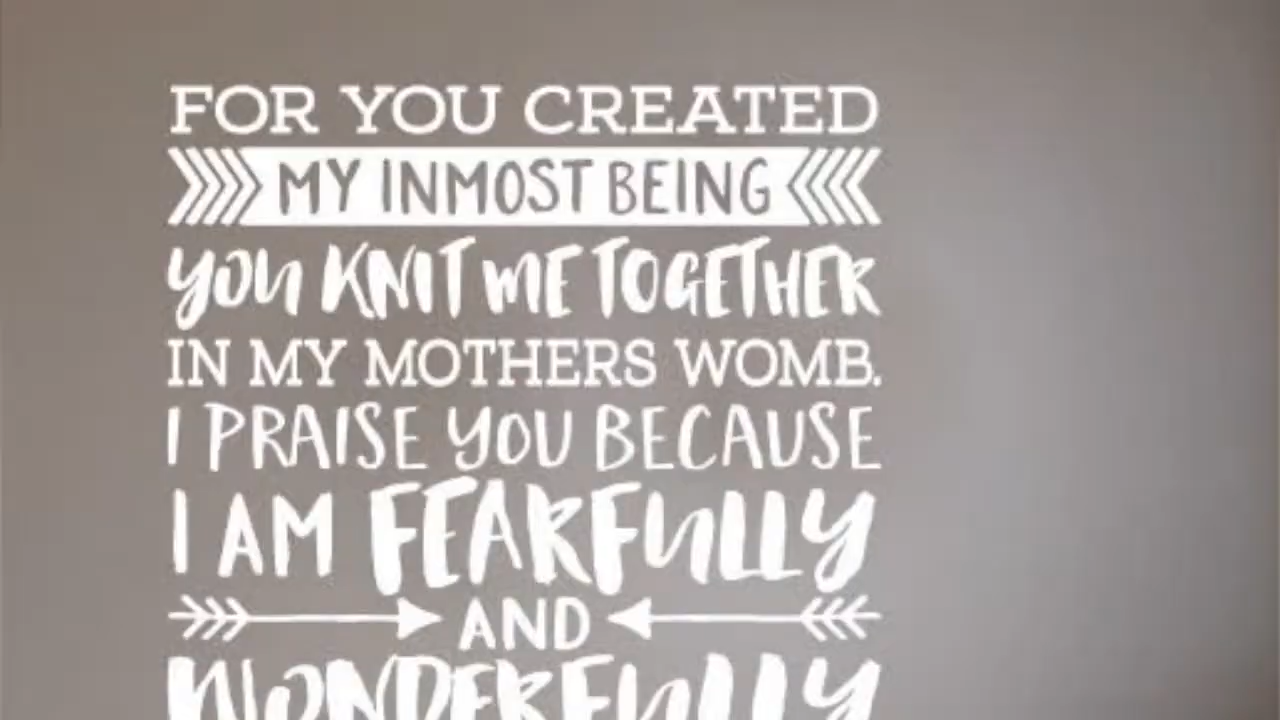 FOR YOU CREATED
MY INMOST BEING
YOU KNIT ME TOGETHER
IN MY MOTHERS WOMB.
I PRAISE YOU BECAUSE
I AM FEARFULLY
AND
WONDERFULLY